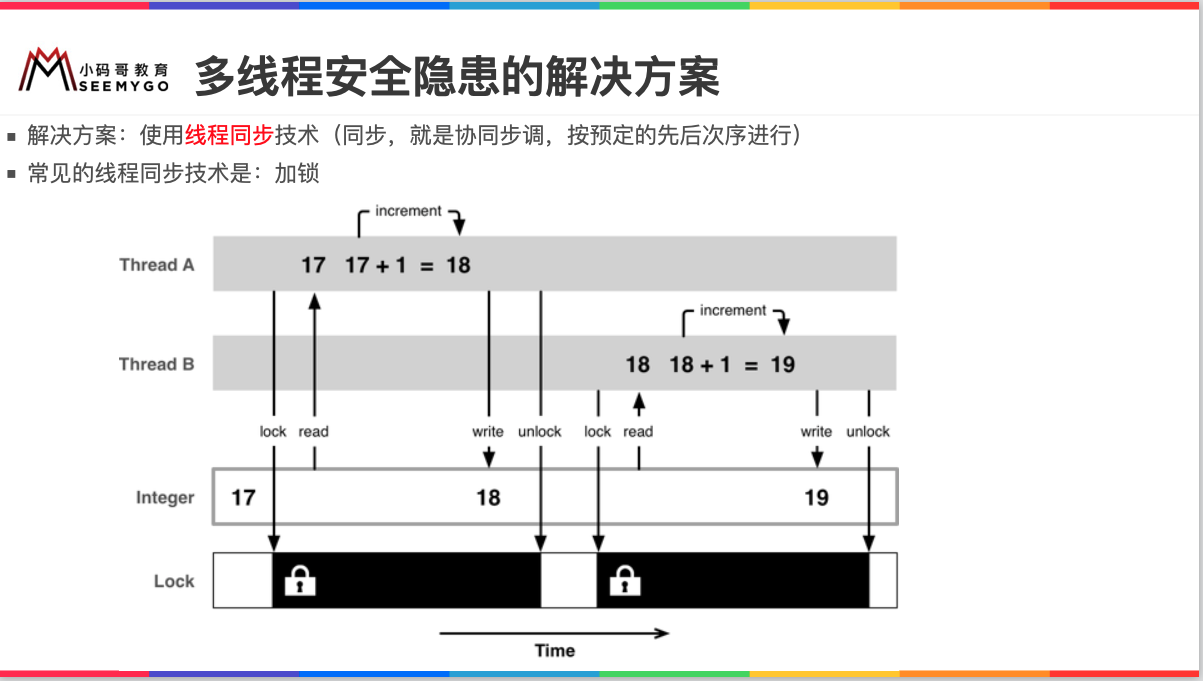 小码哥教育
SEEMYGO
多线程安全隐患的解决方案
解决方案：使用线程同步技术（同步，就是协同步调，按预定的先后次序进行）
常见的线程同步技术是：加锁
increment
Thread A
17 17 + 1 = 18
increment
Thread B
18 18 + 1 = 19
lock read write unlock lock read write unlock
Integer
17 18 19
Lock
Time